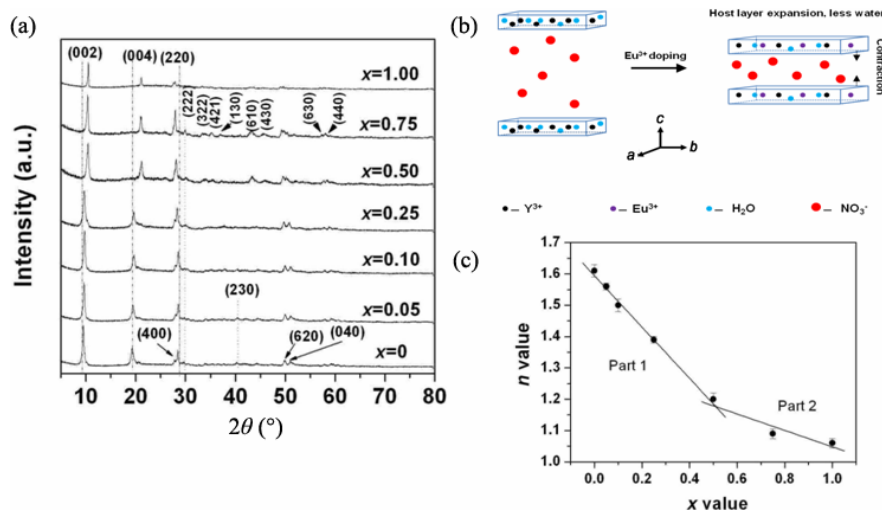 (a)
(002)
(004)
(220)
x=1.00
(222)
(322)
(421)
(130)
(610)
(430)
(630)
(440)
x=0.75
x=0.50
x=0.25
x=0.10
(230)
x=0.05
(400)
(620)
(040)
x=0
Intensity (a.u.)
10 20 30 40 50 60 70 80
2θ (°)
(b)
Host layer expansion, less water
Eu³⁺ doping
Contraction
c
a
b
– Y³⁺
– Eu³⁺
– H₂O
– NO₃⁻
(c)
1.7
1.6
1.5
1.4
1.3
1.2
1.1
1.0
n value
Part 1
Part 2
0.0 0.2 0.4 0.6 0.8 1.0
x value